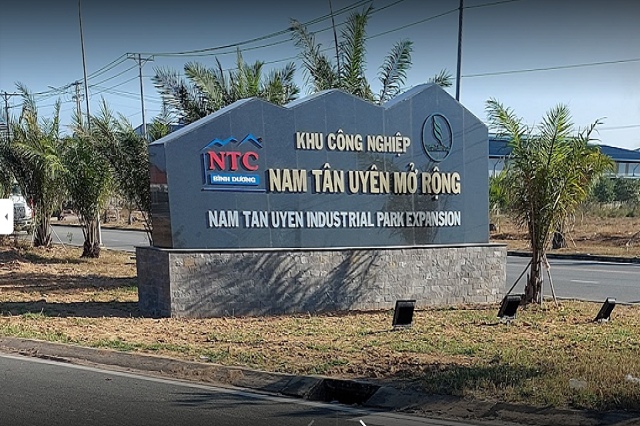 NTC
BÌNH DƯƠNG
KHU CÔNG NGHIỆP
NAM TÂN UYÊN MỞ RỘNG
NAM TAN UYEN INDUSTRIAL PARK EXPANSION